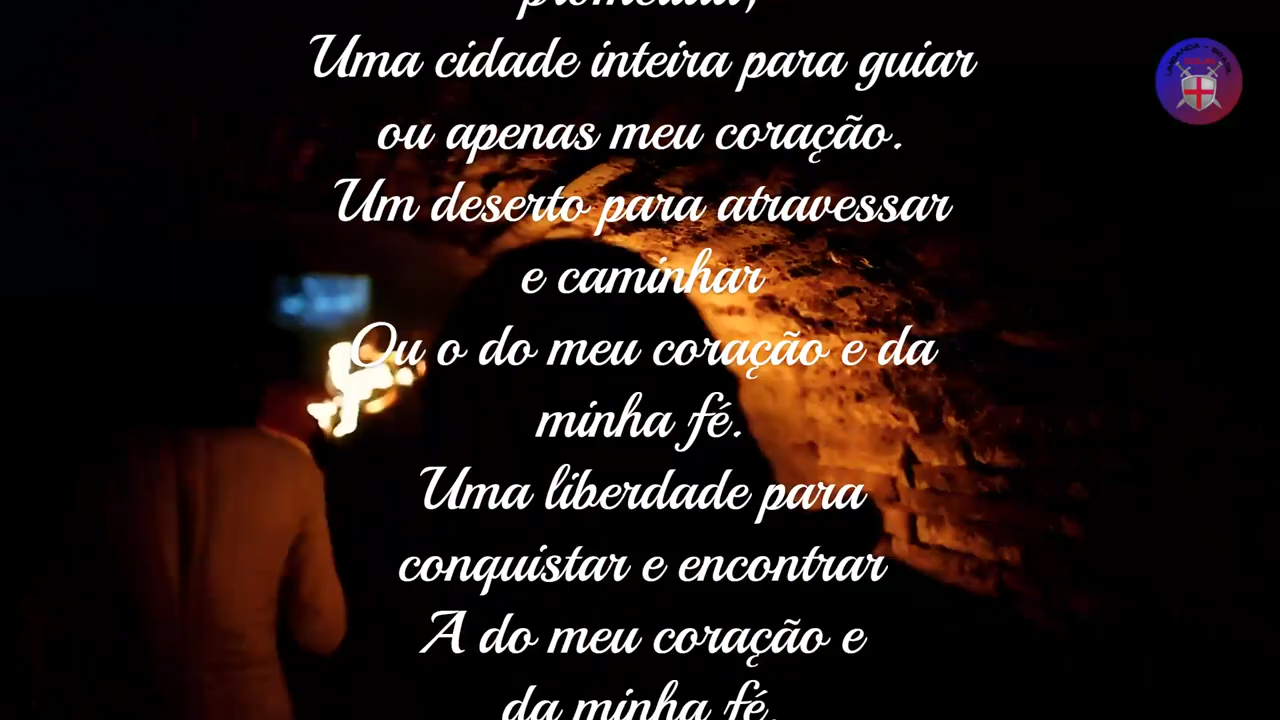 Uma cidade inteira para guiar
ou apenas meu coração.
Um deserto para atravessar
e caminhar
Ou o do meu coração e da
minha fé.
Uma liberdade para
conquistar e encontrar
A do meu coração e
da minha fé.